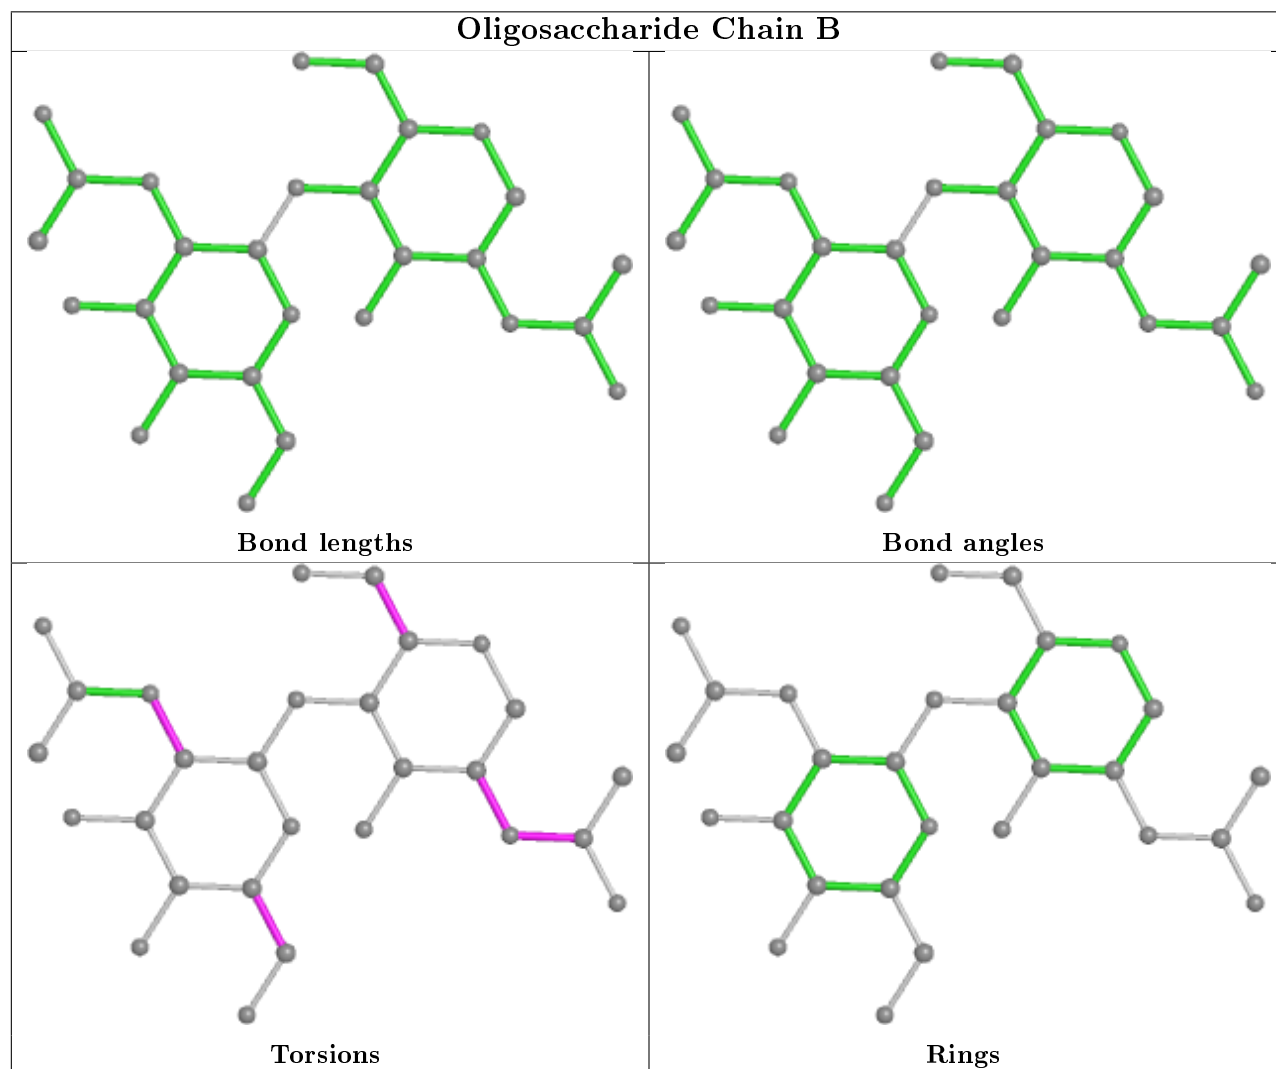 Oligosaccharide Chain B
Bond lengths
Bond angles
Torsions
Rings